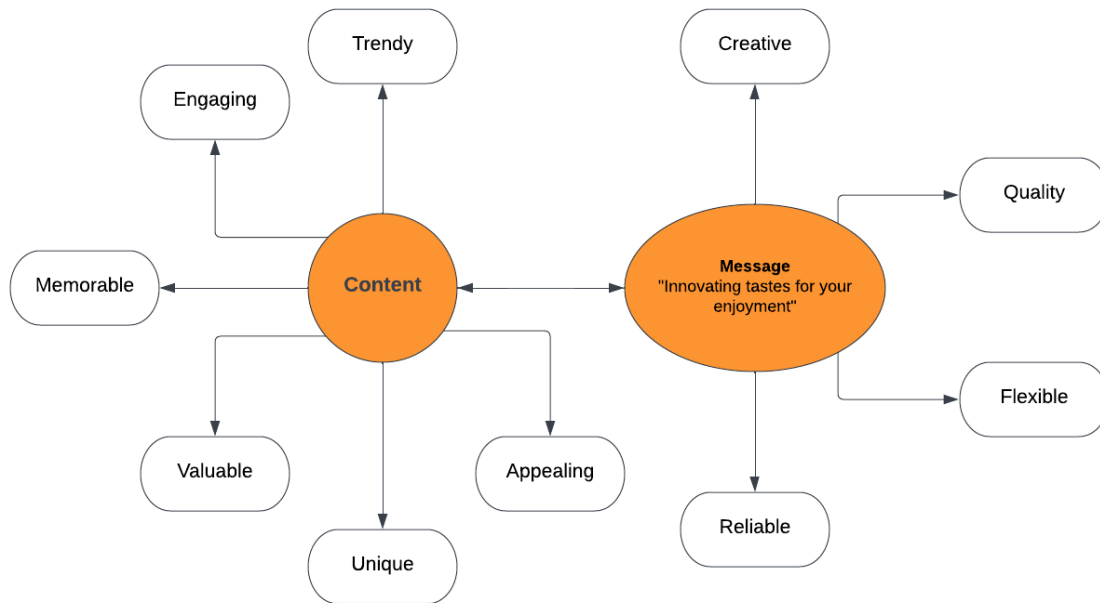 Trendy
Creative
Engaging
Quality
Memorable
Content
Message
"Innovating tastes for your
enjoyment"
Flexible
Valuable
Appealing
Reliable
Unique